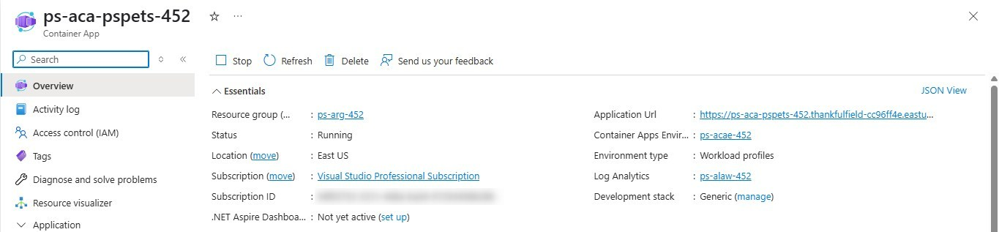 ps-aca-pspets-452
Container App
Search
Stop Refresh Delete Send us your feedback
Overview
Activity log
Access control (IAM)
Tags
Diagnose and solve problems
Resource visualizer
Application
Essentials
JSON View
Resource group (... : ps-arg-452
Status : Running
Location (move) : East US
Subscription (move) : Visual Studio Professional Subscription
Subscription ID :
.NET Aspire Dashboa... : Not yet active (set up)
Application Url : https://ps-aca-pspets-452.thankfulfield-cc96ff4e.eastu...
Container Apps Envir... : ps-acae-452
Environment type : Workload profiles
Log Analytics : ps-alaw-452
Development stack : Generic (manage)